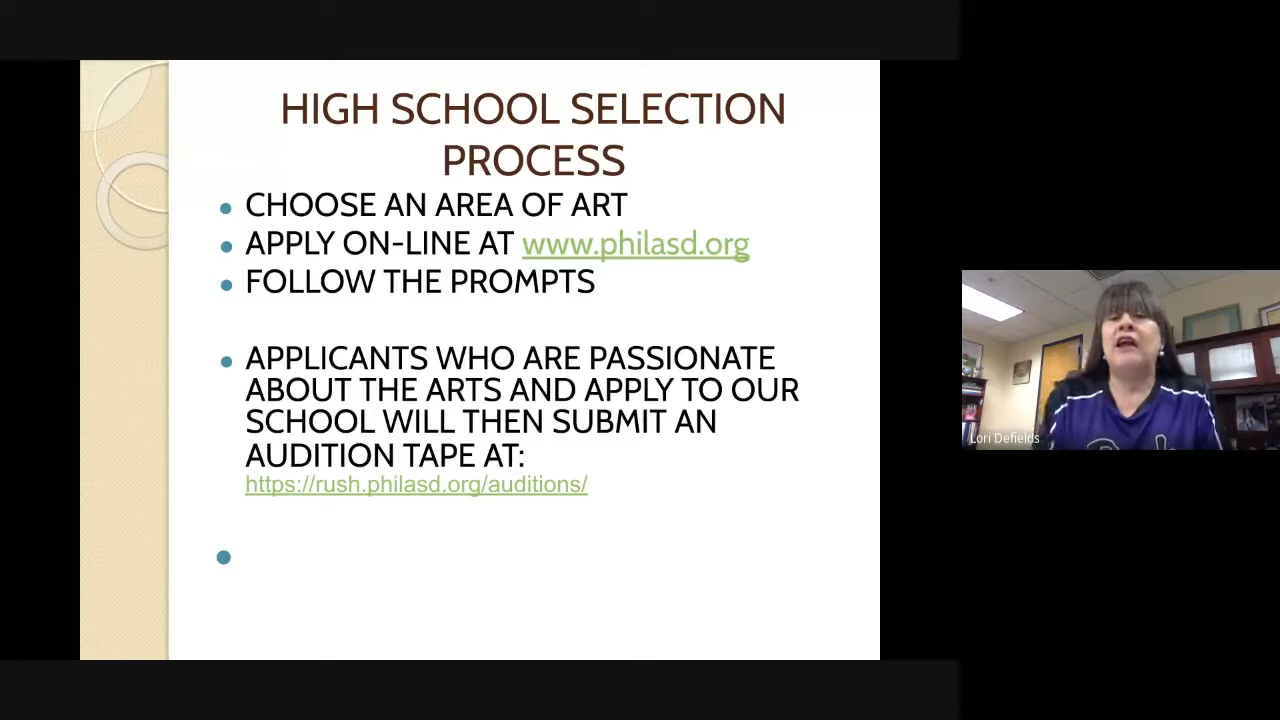 HIGH SCHOOL SELECTION
PROCESS
CHOOSE AN AREA OF ART
APPLY ON-LINE AT www.philasd.org
FOLLOW THE PROMPTS
APPLICANTS WHO ARE PASSIONATE
ABOUT THE ARTS AND APPLY TO OUR
SCHOOL WILL THEN SUBMIT AN
AUDITION TAPE AT:
https://rush.philasd.org/auditions/
Lori Defields